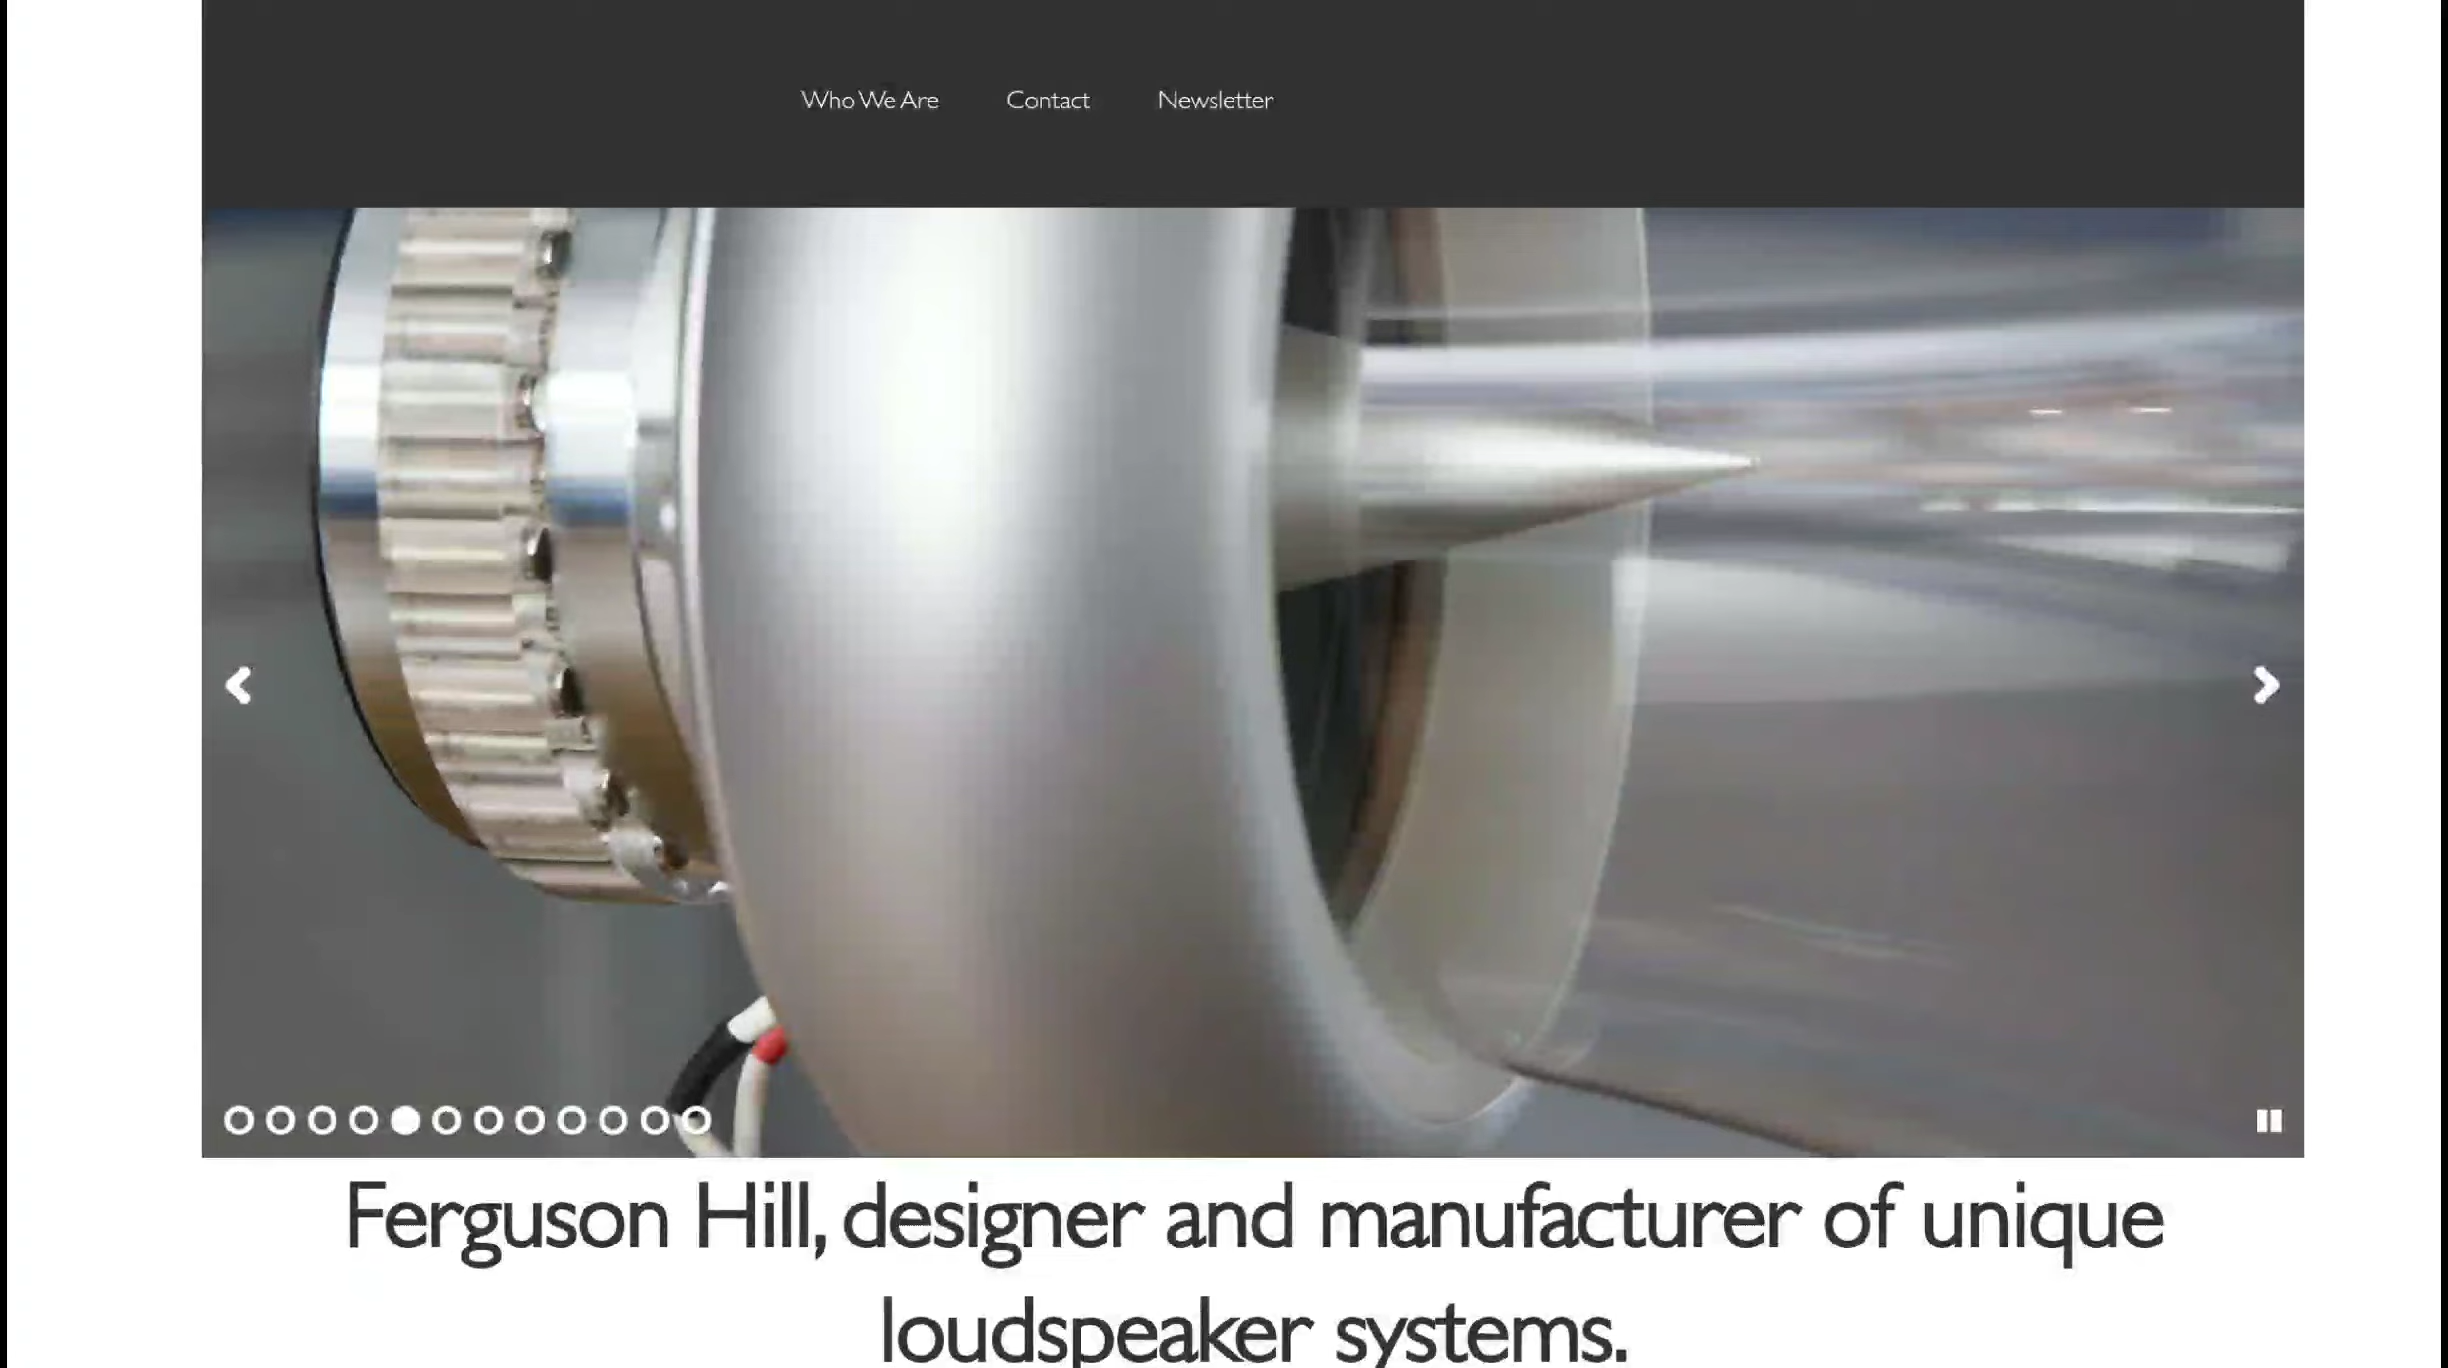 Who We Are Contact Newsletter
Ferguson Hill, designer and manufacturer of unique
loudspeaker systems.